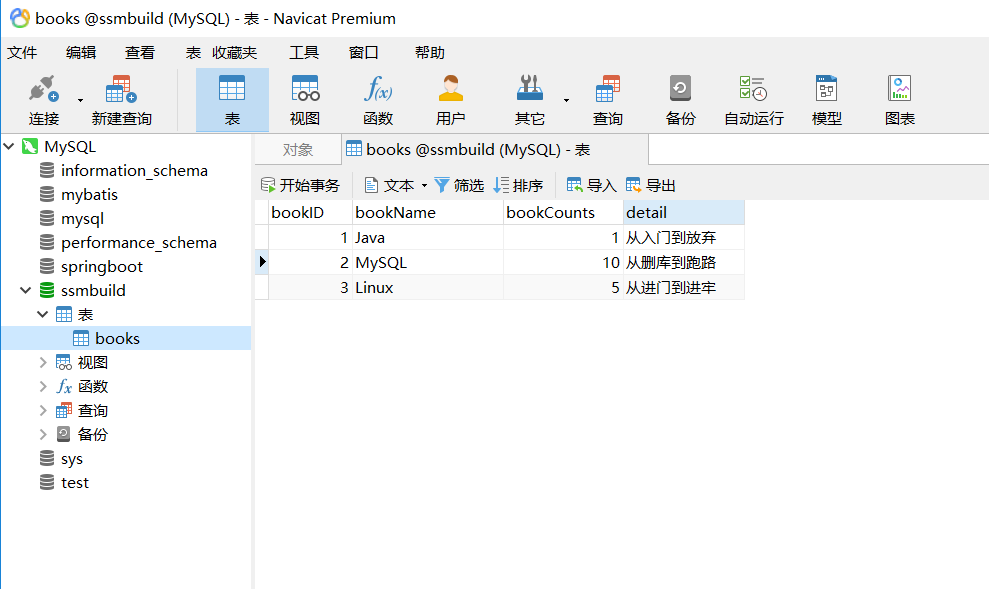 books @ssmbuild (MySQL) - 表 - Navicat Premium
文件 编辑 查看 表 收藏夹 工具 窗口 帮助
连接 新建查询 表 视图 函数 用户 其它 查询 备份 自动运行 模型 图表
MySQL
information_schema
mybatis
mysql
performance_schema
springboot
ssmbuild
表
books
视图
函数
查询
备份
sys
test
对象 books @ssmbuild (MySQL) - 表
开始事务 文本 筛选 排序 导入 导出
bookID bookName bookCounts detail
1 Java 1 从入门到放弃
2 MySQL 10 从删库到跑路
3 Linux 5 从进门到进牢